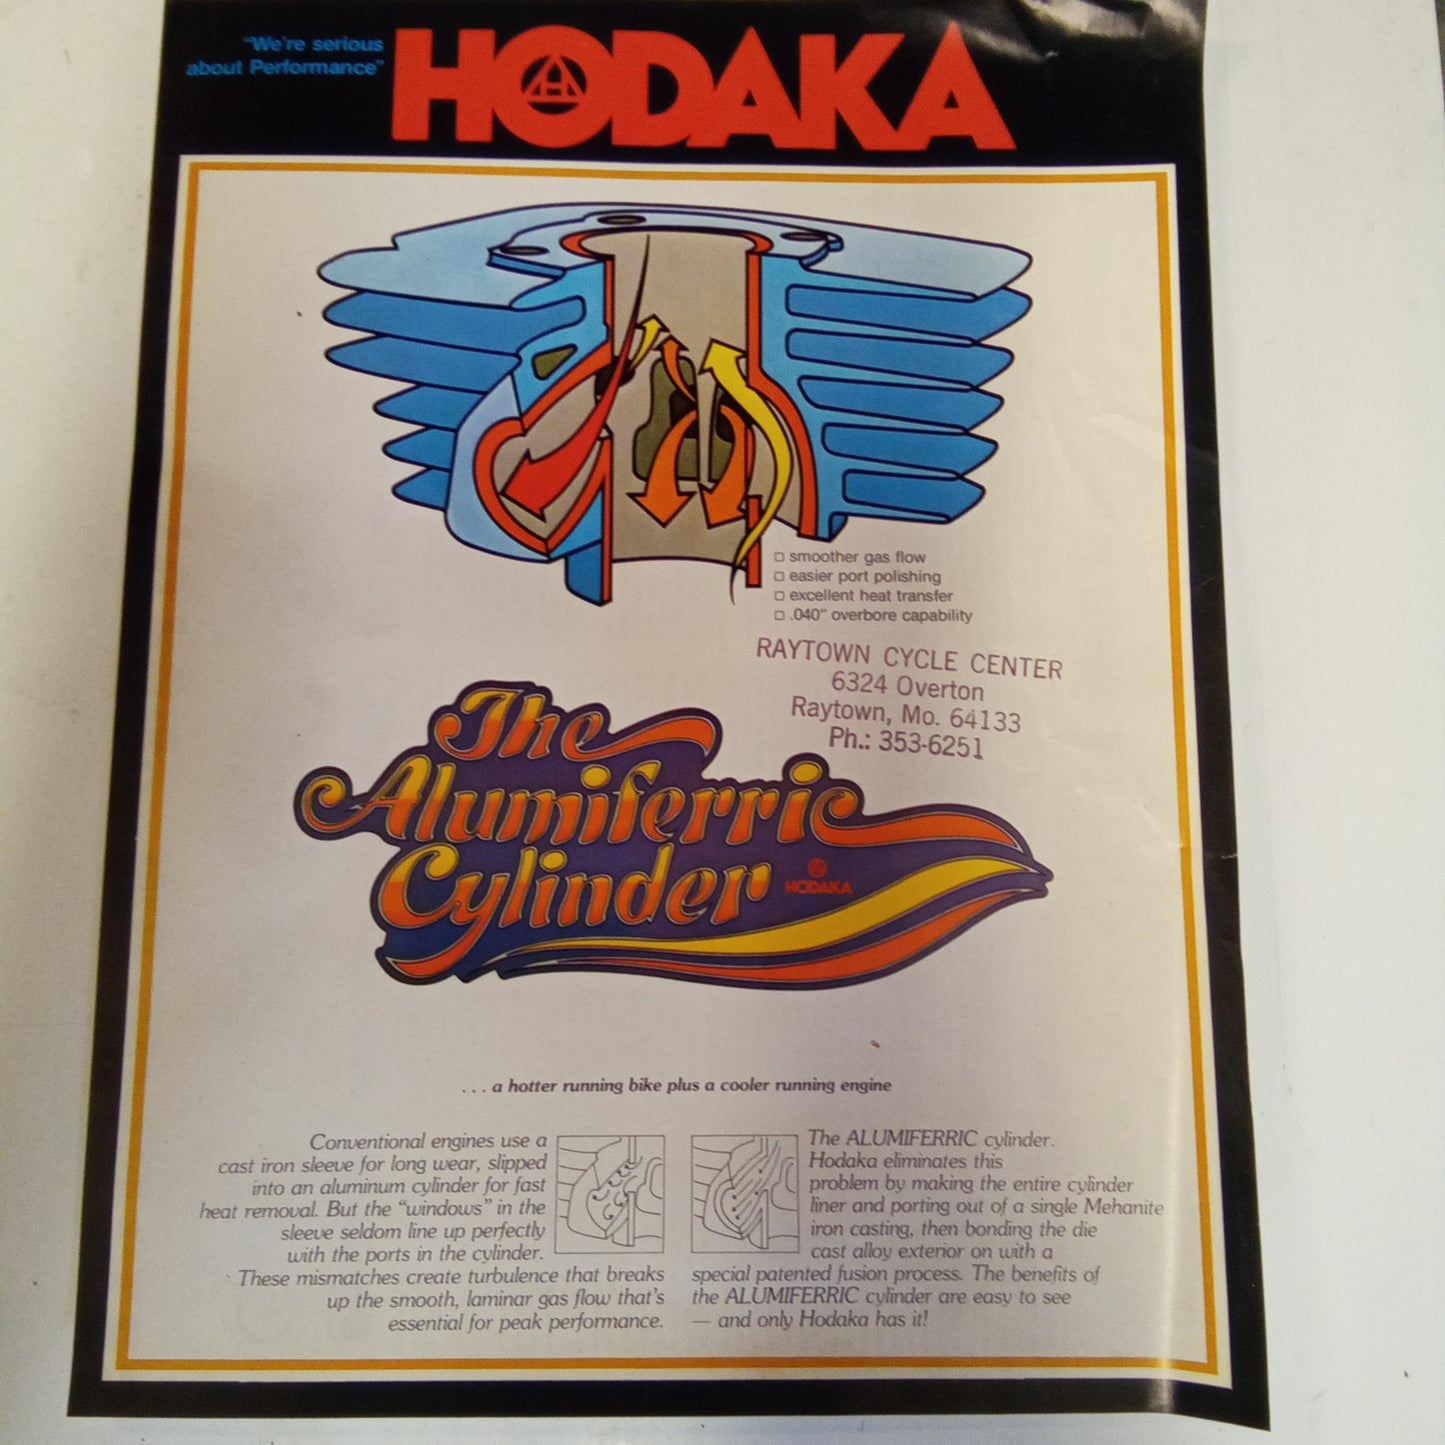 "We're serious
about Performance"
HODAKA
□ smoother gas flow
□ easier port polishing
□ excellent heat transfer
□ .040" overbore capability
RAYTOWN CYCLE CENTER
6324 Overton
Raytown, Mo. 64133
Ph.: 353-6251
The
Alumiferric
Cylinder
HODAKA
. . . a hotter running bike plus a cooler running engine
Conventional engines use a
cast iron sleeve for long wear, slipped
into an aluminum cylinder for fast
heat removal. But the "windows" in the
sleeve seldom line up perfectly
with the ports in the cylinder.
These mismatches create turbulence that breaks
up the smooth, laminar gas flow that's
essential for peak performance.
The ALUMIFERRIC cylinder.
Hodaka eliminates this
problem by making the entire cylinder
liner and porting out of a single Mehanite
iron casting, then bonding the die
cast alloy exterior on with a
special patented fusion process. The benefits of
the ALUMIFERRIC cylinder are easy to see
— and only Hodaka has it!